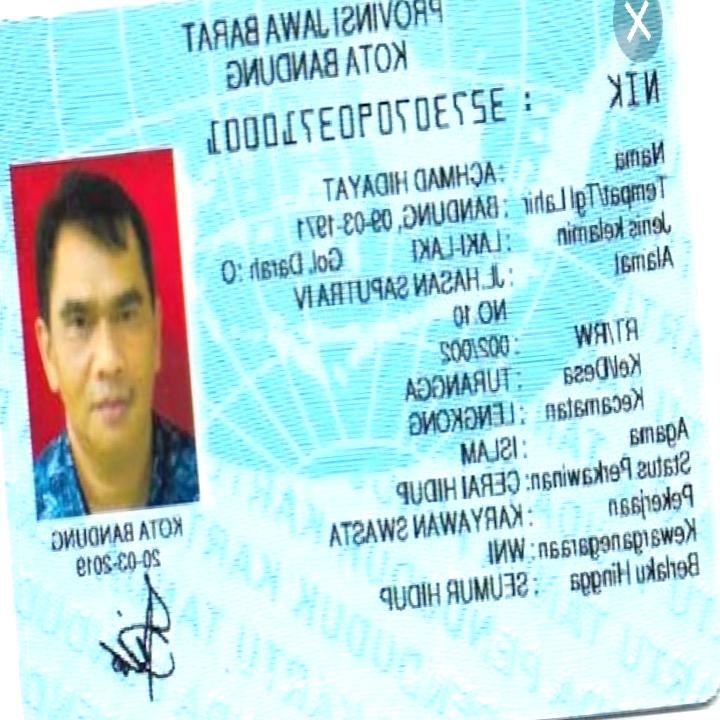 PROVINSI JAWA BARAT
KOTA BANDUNG
NIK : 3273070903710001
Nama : ACHMAD HIDAYAT
Tempat/Tgl Lahir : BANDUNG, 09-03-1971
Jenis kelamin : LAKI-LAKI Gol. Darah :O
Alamat : JL.HASAN SAPUTRA IV
NO.10
RT/RW : 002/002
Kel/Desa : TURANGGA
Kecamatan : LENGKONG
Agama : ISLAM
Status Perkawinan: CERAI HIDUP
Pekerjaan : KARYAWAN SWASTA
Kewarganegaraan: WNI
Berlaku Hingga : SEUMUR HIDUP
KOTA BANDUNG
20-03-2019